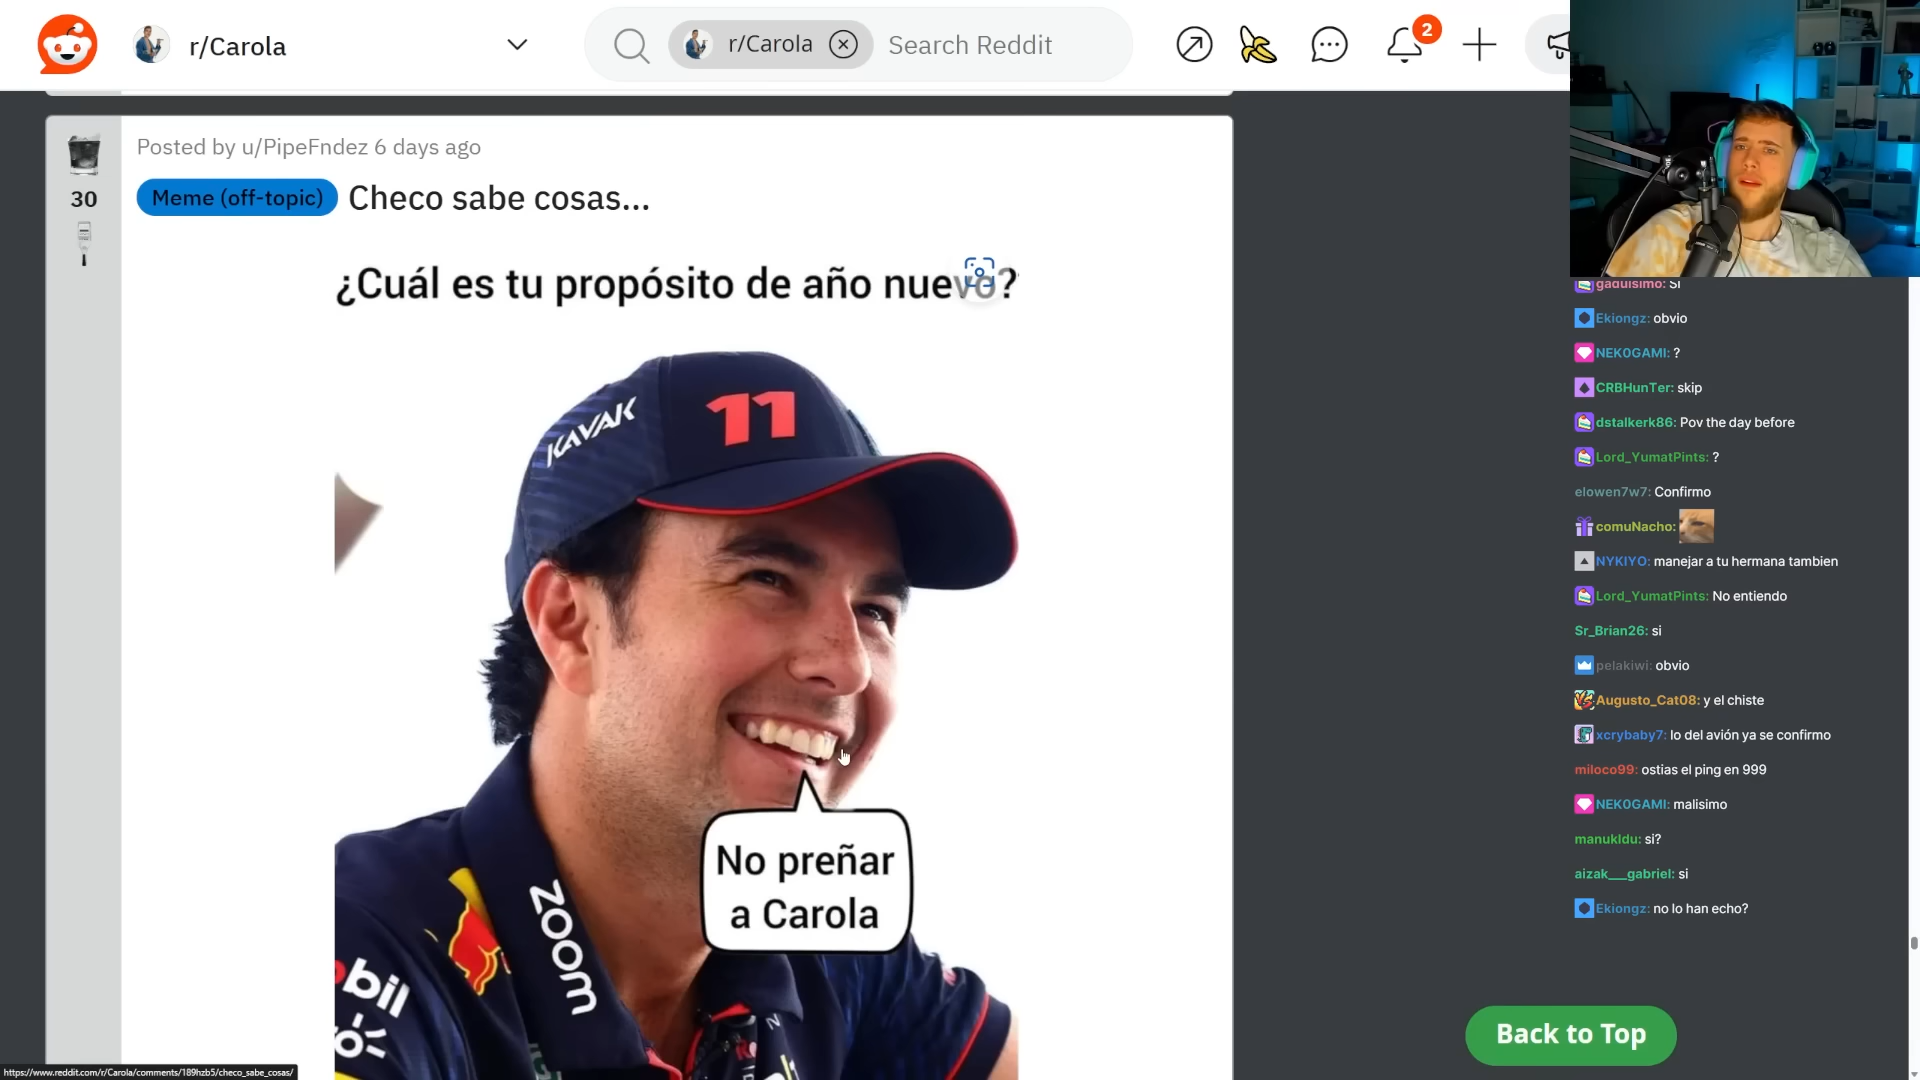 r/Carola
r/Carola
Search Reddit
2
Posted by u/PipeFndez 6 days ago
30
Meme (off-topic)
Checo sabe cosas...
¿Cuál es tu propósito de año nuevo?
KAVAK
11
No preñar
a Carola
zoom
obil
gaduisimo: Si
Ekiongz: obvio
NEK0GAMI: ?
CRBHunTer: skip
dstalkerk86: Pov the day before
Lord_YumatPints: ?
elowen7w7: Confirmo
comuNacho:
NYKIYO: manejar a tu hermana tambien
Lord_YumatPints: No entiendo
Sr_Brian26: si
pelakiwi: obvio
Augusto_Cat08: y el chiste
xcrybaby7: lo del avión ya se confirmo
miloco99: ostias el ping en 999
NEK0GAMI: malisimo
manukldu: si?
aizak___gabriel: si
Ekiongz: no lo han echo?
Back to Top
https://www.reddit.com/r/Carola/comments/189hzb5/checo_sabe_cosas/